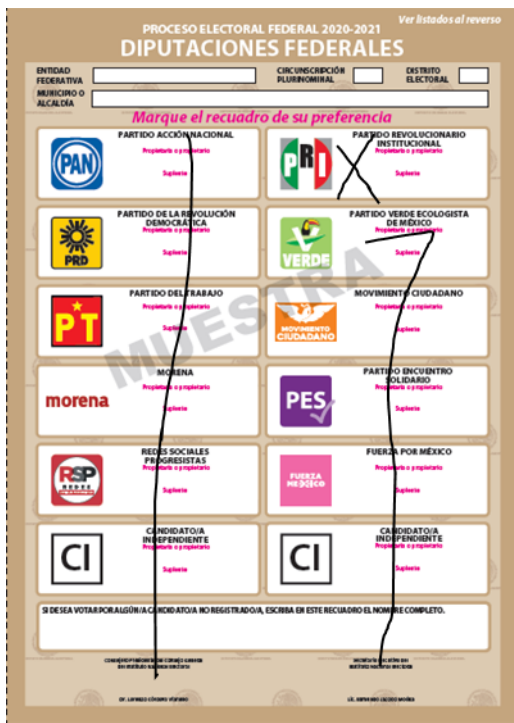 Ver listados al reverso
PROCESO ELECTORAL FEDERAL 2020-2021
DIPUTACIONES FEDERALES
ENTIDAD FEDERATIVA
CIRCUNSCRIPCIÓN PLURINOMINAL
DISTRITO ELECTORAL
MUNICIPIO O ALCALDÍA
Marque el recuadro de su preferencia
PAN
PARTIDO ACCIÓN NACIONAL
Propietaria o propietario
Suplente
PRI
PARTIDO REVOLUCIONARIO
INSTITUCIONAL
Propietaria o propietario
Suplente
PRD
PARTIDO DE LA REVOLUCIÓN
DEMOCRÁTICA
Propietaria o propietario
Suplente
VERDE
PARTIDO VERDE ECOLOGISTA
DE MÉXICO
Propietaria o propietario
Suplente
PT
PARTIDO DEL TRABAJO
Propietaria o propietario
Suplente
MOVIMIENTO
CIUDADANO
MOVIMIENTO CIUDADANO
Propietaria o propietario
Suplente
MUESTRA
morena
MORENA
Propietaria o propietario
Suplente
PES
PARTIDO ENCUENTRO
SOLIDARIO
Propietaria o propietario
Suplente
RSP
REDES SOCIALES
PROGRESISTAS
Propietaria o propietario
Suplente
FUERZA
MEXICO
FUERZA POR MÉXICO
Propietaria o propietario
Suplente
CI
CANDIDATO/A
INDEPENDIENTE
Propietaria o propietario
Suplente
CI
CANDIDATO/A
INDEPENDIENTE
Propietaria o propietario
Suplente
SI DESEA VOTAR POR ALGÚN/A CANDIDATO/A NO REGISTRADO/A, ESCRIBA EN ESTE RECUADRO EL NOMBRE COMPLETO.